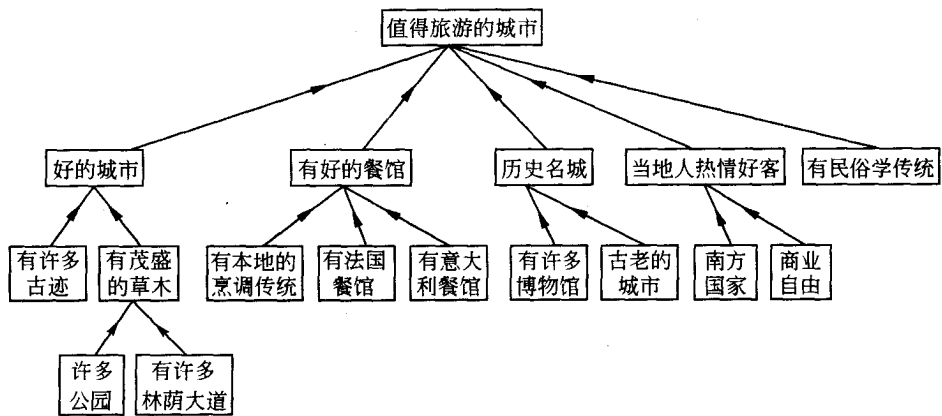 值得旅游的城市
好的城市
有好的餐馆
历史名城
当地人热情好客
有民俗学传统
有许多
古迹
有茂盛
的草木
有本地的
烹调传统
有法国
餐馆
有意大
利餐馆
有许多
博物馆
古老的
城市
南方
国家
商业
自由
许多
公园
有许多
林荫大道